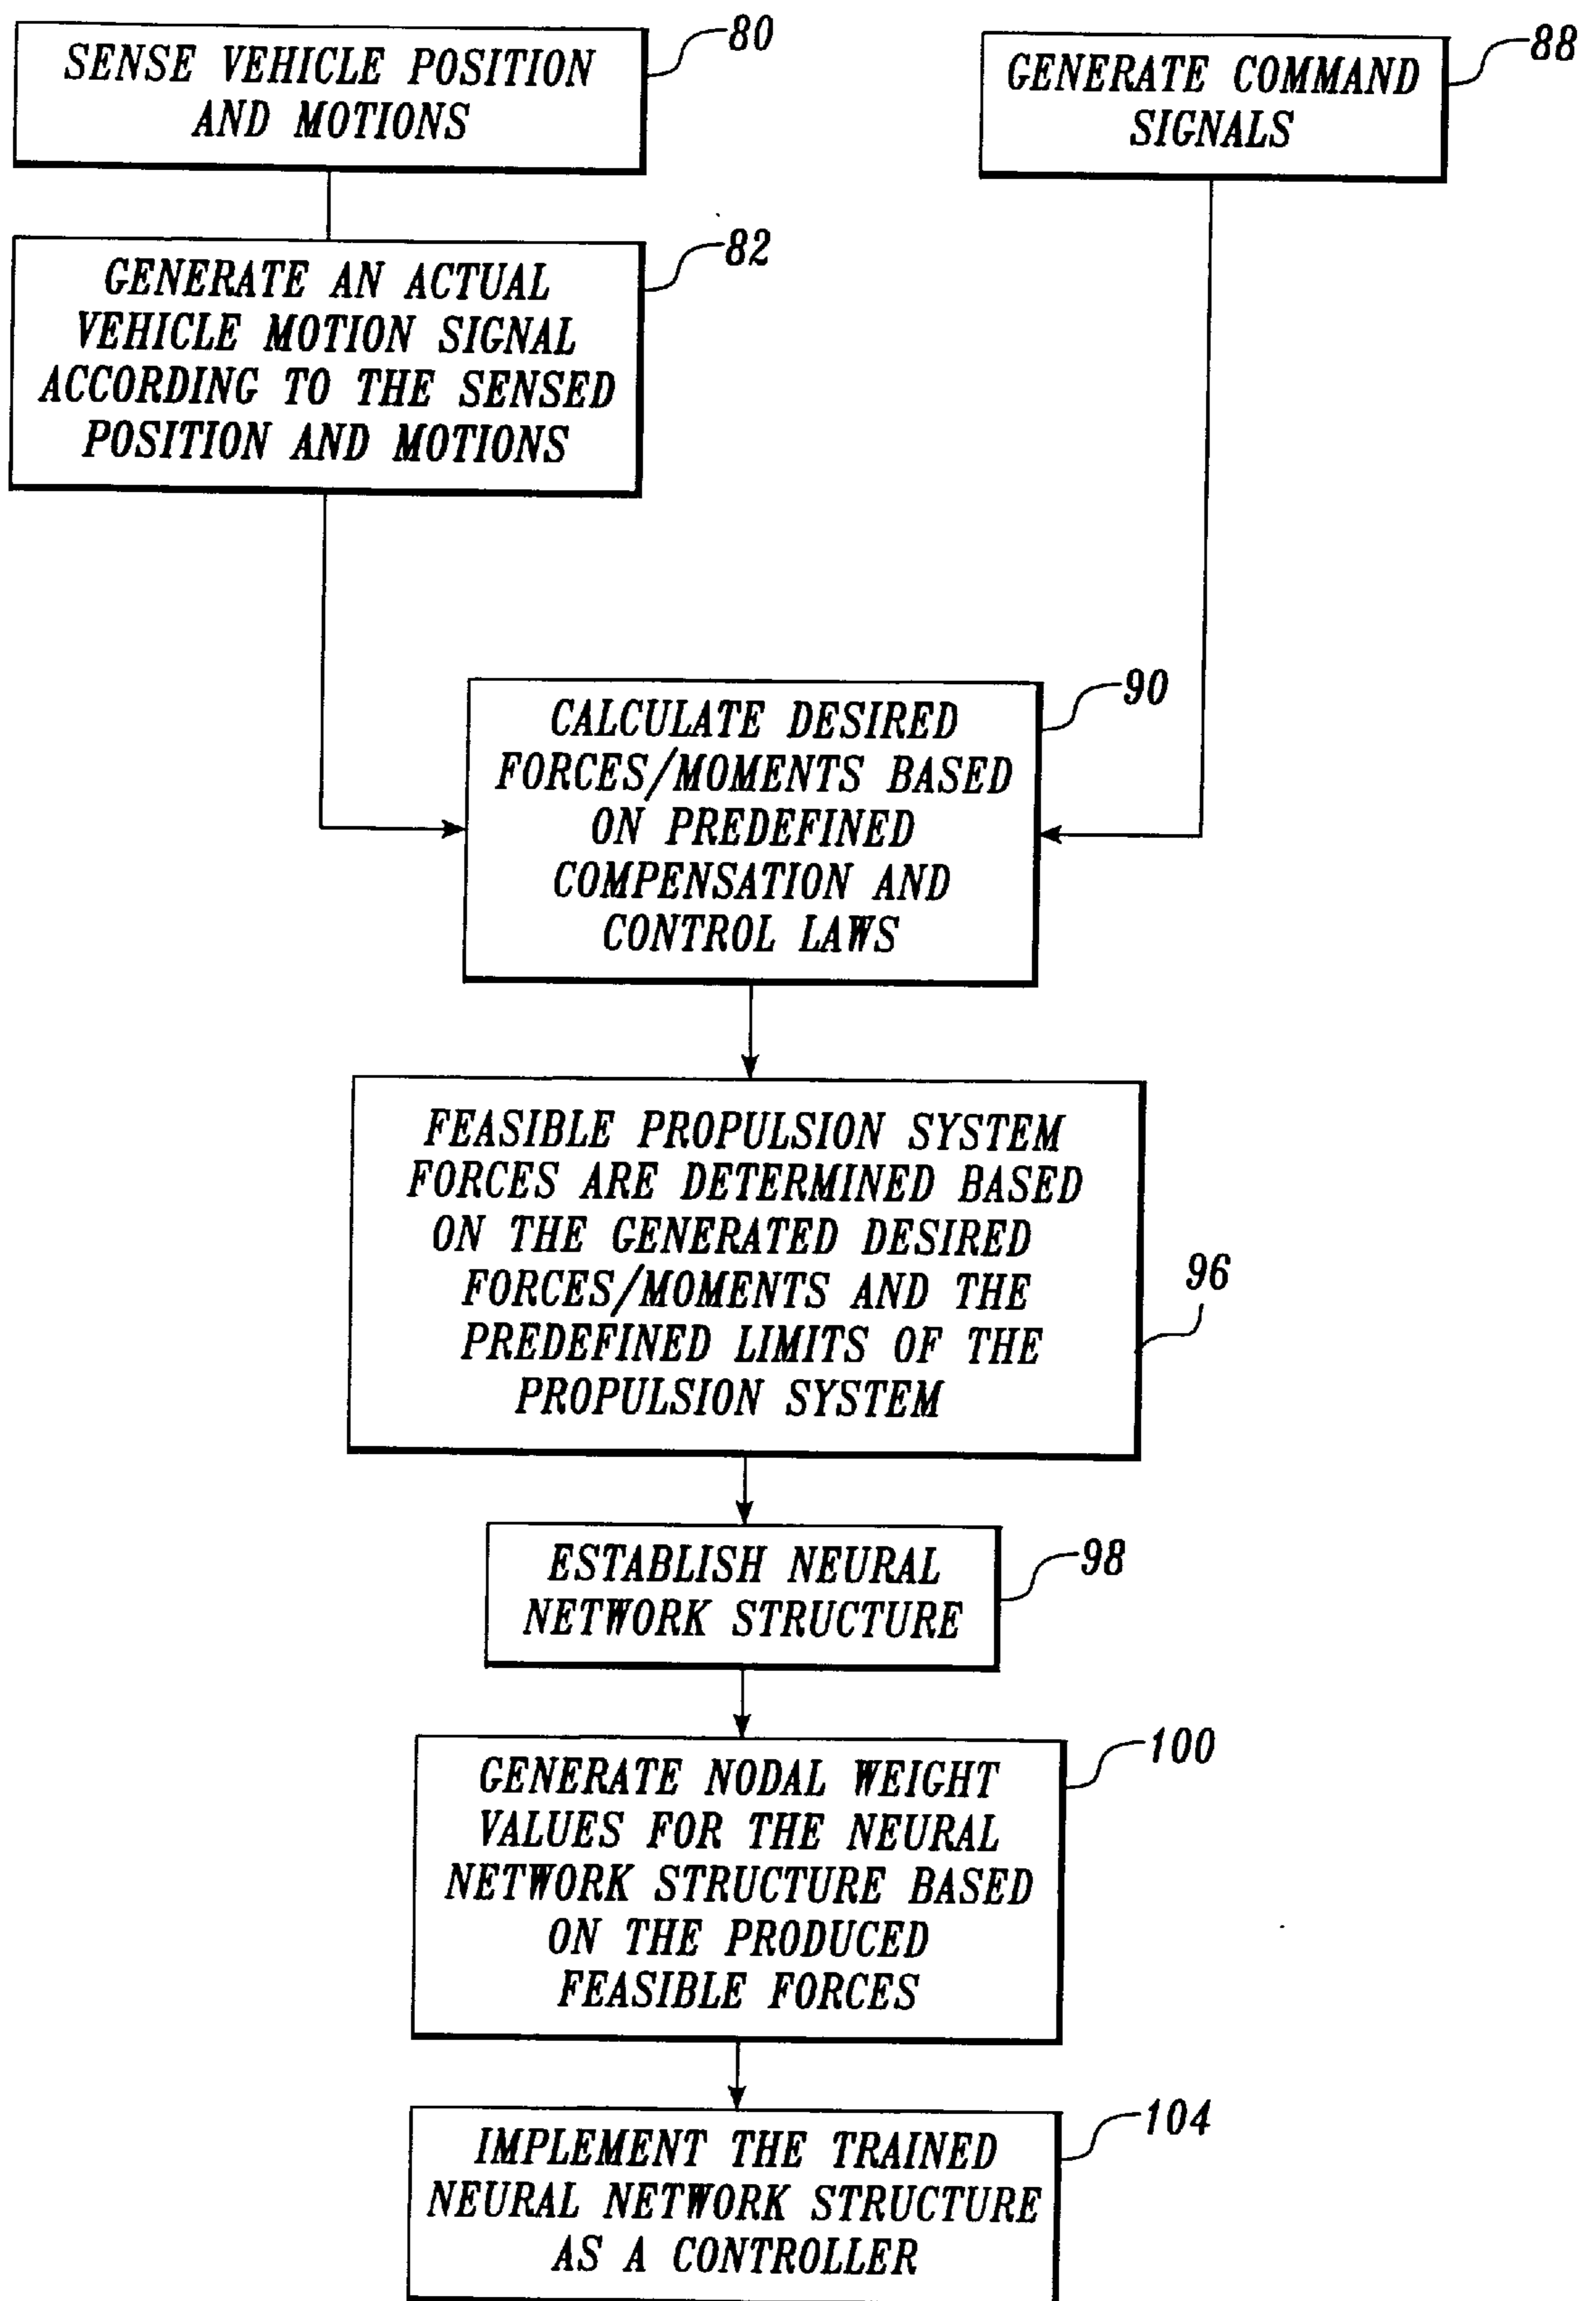 SENSE VEHICLE POSITION
AND MOTIONS
80
GENERATE COMMAND
SIGNALS
88
GENERATE AN ACTUAL
VEHICLE MOTION SIGNAL
ACCORDING TO THE SENSED
POSITION AND MOTIONS
82
CALCULATE DESIRED
FORCES/MOMENTS BASED
ON PREDEFINED
COMPENSATION AND
CONTROL LAWS
90
FEASIBLE PROPULSION SYSTEM
FORCES ARE DETERMINED BASED
ON THE GENERATED DESIRED
FORCES/MOMENTS AND THE
PREDEFINED LIMITS OF THE
PROPULSION SYSTEM
96
ESTABLISH NEURAL
NETWORK STRUCTURE
98
GENERATE NODAL WEIGHT
VALUES FOR THE NEURAL
NETWORK STRUCTURE BASED
ON THE PRODUCED
FEASIBLE FORCES
100
IMPLEMENT THE TRAINED
NEURAL NETWORK STRUCTURE
AS A CONTROLLER
104